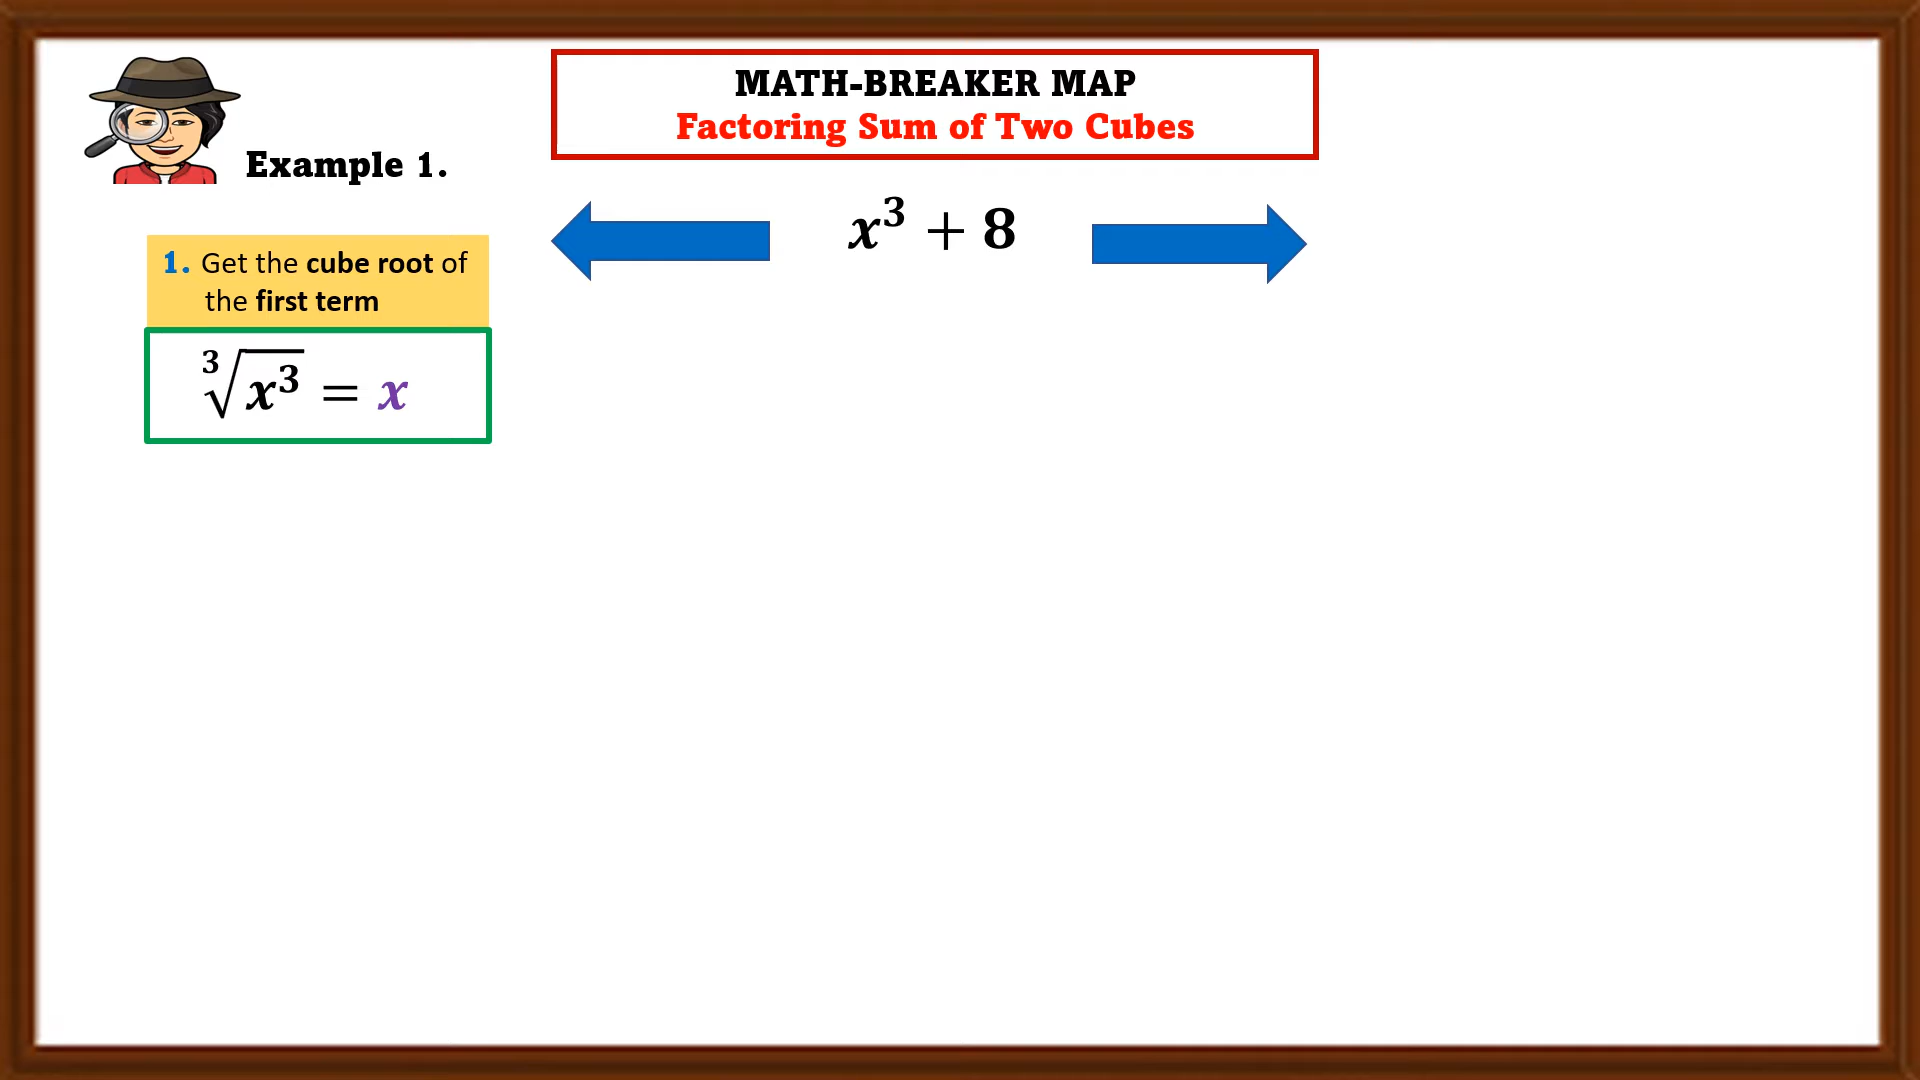 MATH-BREAKER MAP
Factoring Sum of Two Cubes
Example 1.
x³ + 8
1. Get the cube root of
the first term
∛x³ = x